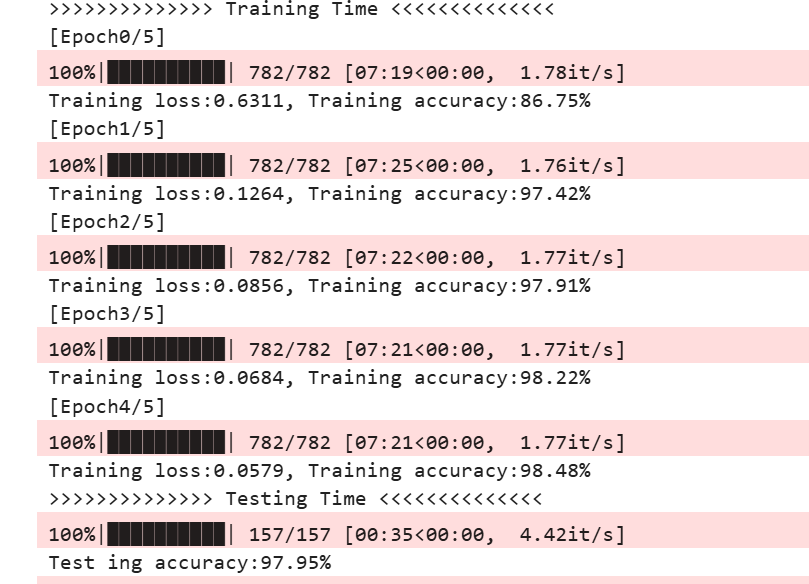 >>>>>>>>>>>>>> Training Time <<<<<<<<<<<<<<
[Epoch0/5]
100%|██████████| 782/782 [07:19<00:00,  1.78it/s]
Training loss:0.6311, Training accuracy:86.75%
[Epoch1/5]
100%|██████████| 782/782 [07:25<00:00,  1.76it/s]
Training loss:0.1264, Training accuracy:97.42%
[Epoch2/5]
100%|██████████| 782/782 [07:22<00:00,  1.77it/s]
Training loss:0.0856, Training accuracy:97.91%
[Epoch3/5]
100%|██████████| 782/782 [07:21<00:00,  1.77it/s]
Training loss:0.0684, Training accuracy:98.22%
[Epoch4/5]
100%|██████████| 782/782 [07:21<00:00,  1.77it/s]
Training loss:0.0579, Training accuracy:98.48%
>>>>>>>>>>>>>> Testing Time <<<<<<<<<<<<<<
100%|██████████| 157/157 [00:35<00:00,  4.42it/s]
Test ing accuracy:97.95%